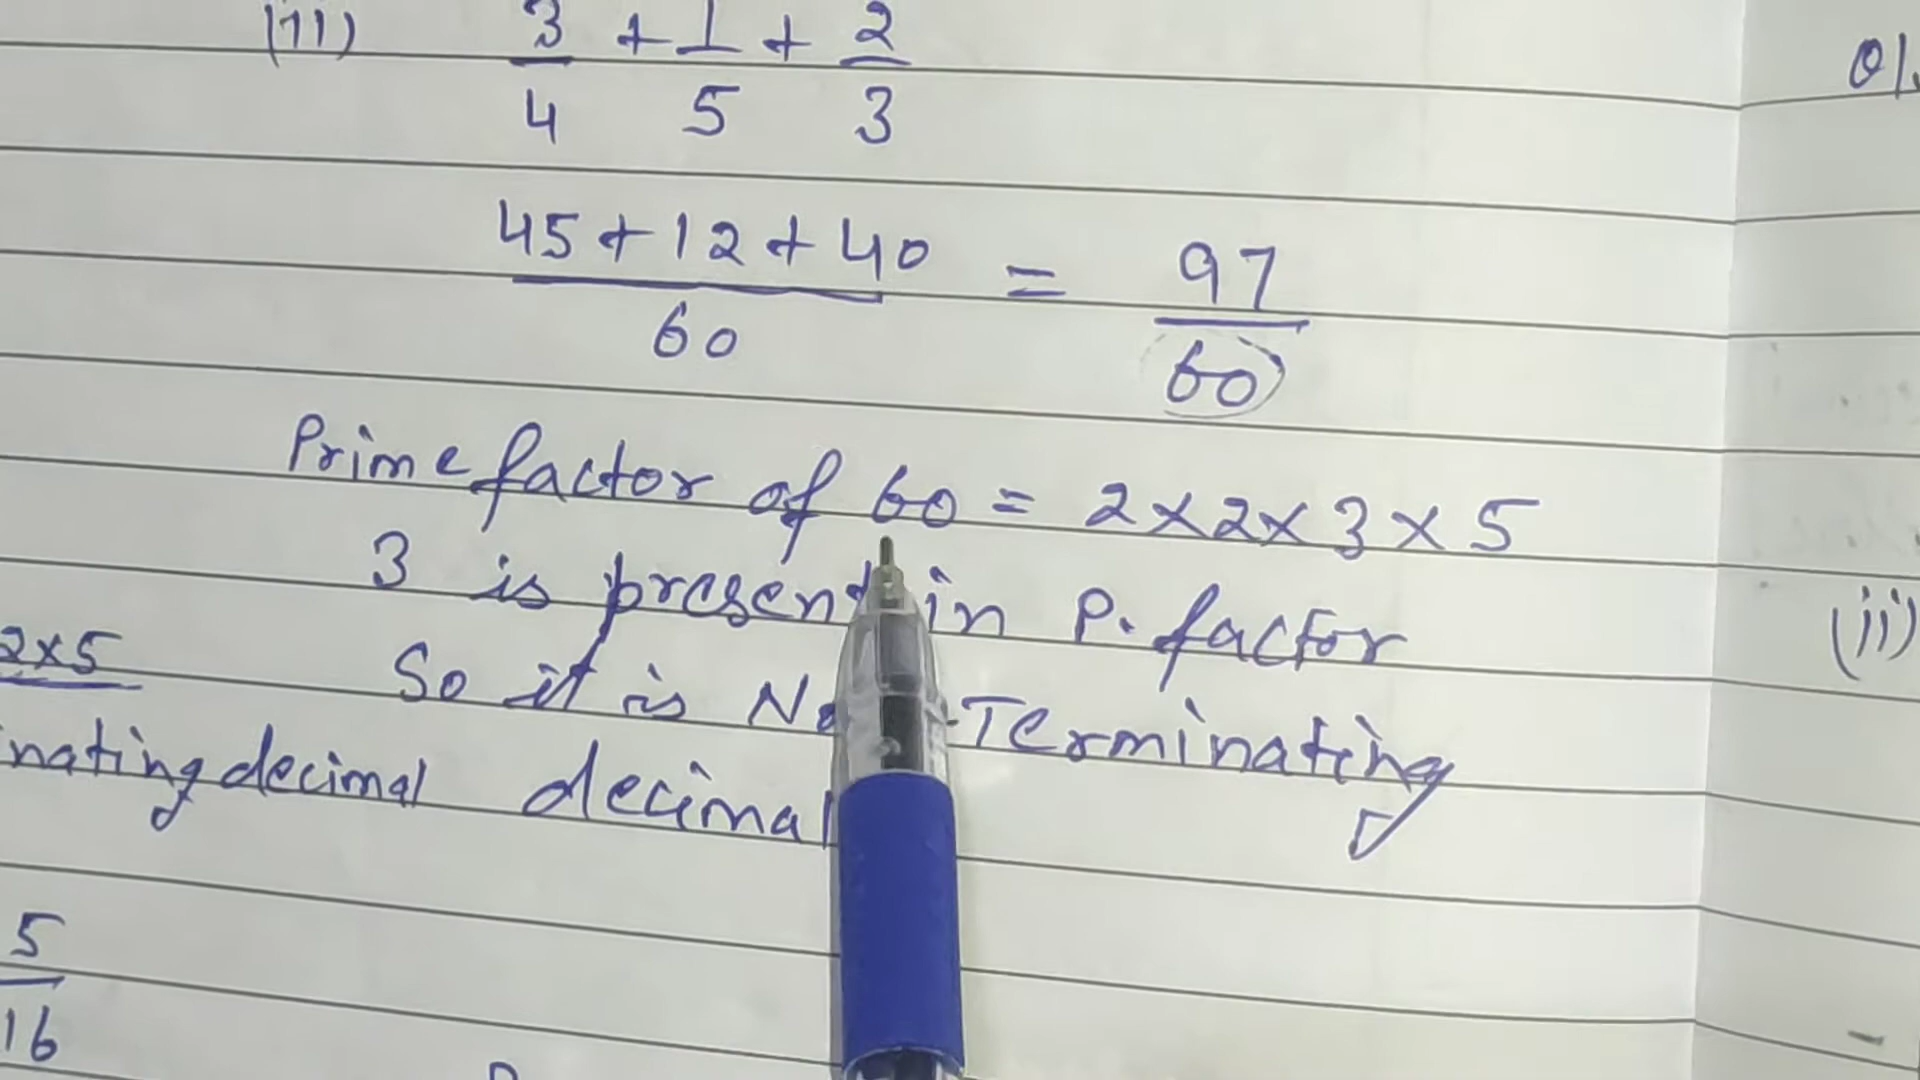 (iii) 3/4 + 1/5 + 2/3
45 + 12 + 40 / 60 = 97/60
Prime factor of 60 = 2 × 2 × 3 × 5
3 is present in P. factor
So it is Terminating
decimal
2×5
nating decimal
5/16
(ii)